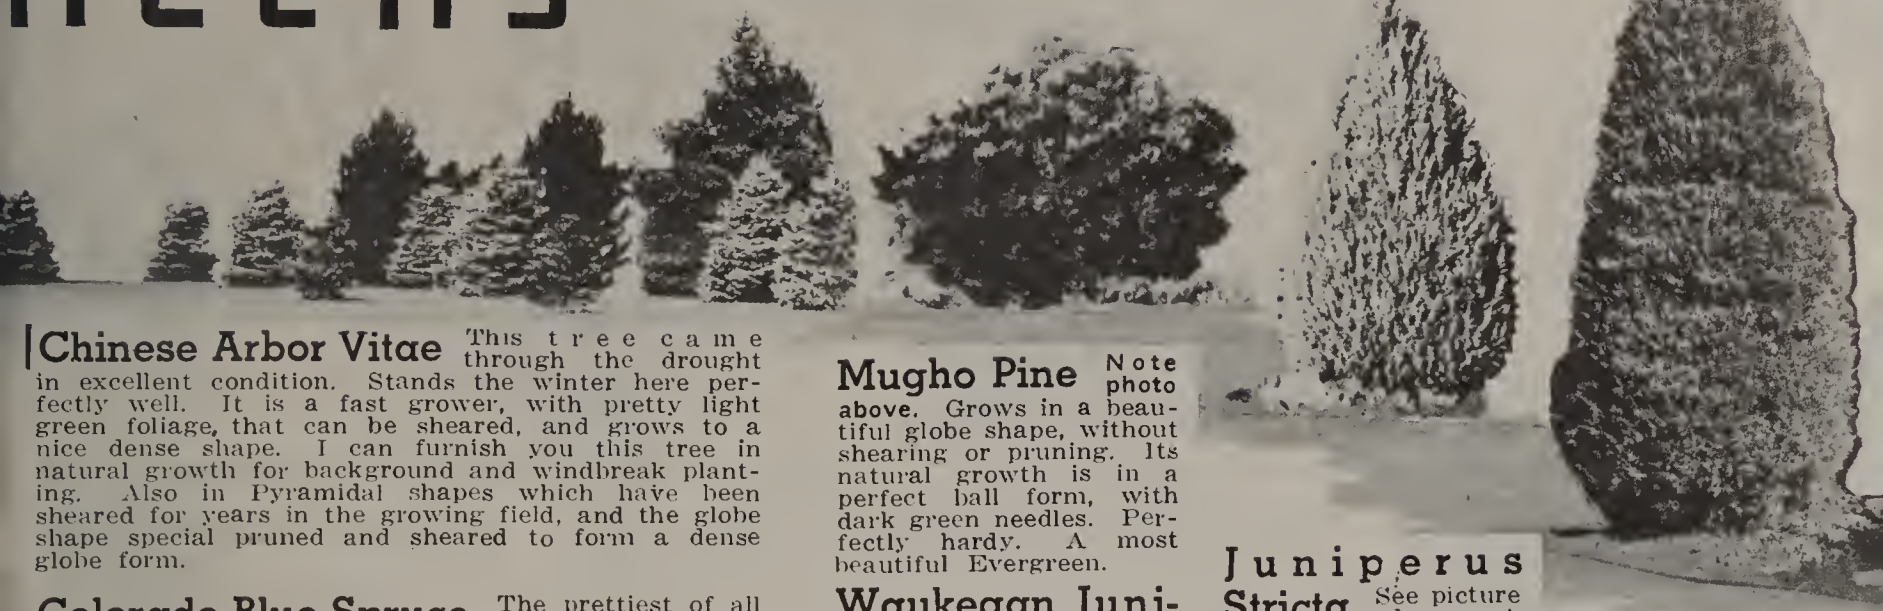 Chinese Arbor Vitae This tree came
through the drought
in excellent condition. Stands the winter here per-
fectly well. It is a fast grower, with pretty light
green foliage, that can be sheared, and grows to a
nice dense shape. I can furnish you this tree in
natural growth for background and windbreak plant-
ing. Also in Pyramidal shapes which have been
sheared for years in the growing field, and the globe
shape special pruned and sheared to form a dense
globe form.
Colorado Blue Spruce The prettiest of all
Mugho Pine Note
photo
above. Grows in a beau-
tiful globe shape, without
shearing or pruning. Its
natural growth is in a
perfect ball form, with
dark green needles. Per-
fectly hardy. A most
beautiful Evergreen.
Waukegan Juni-
Juniperus
Stricta See picture